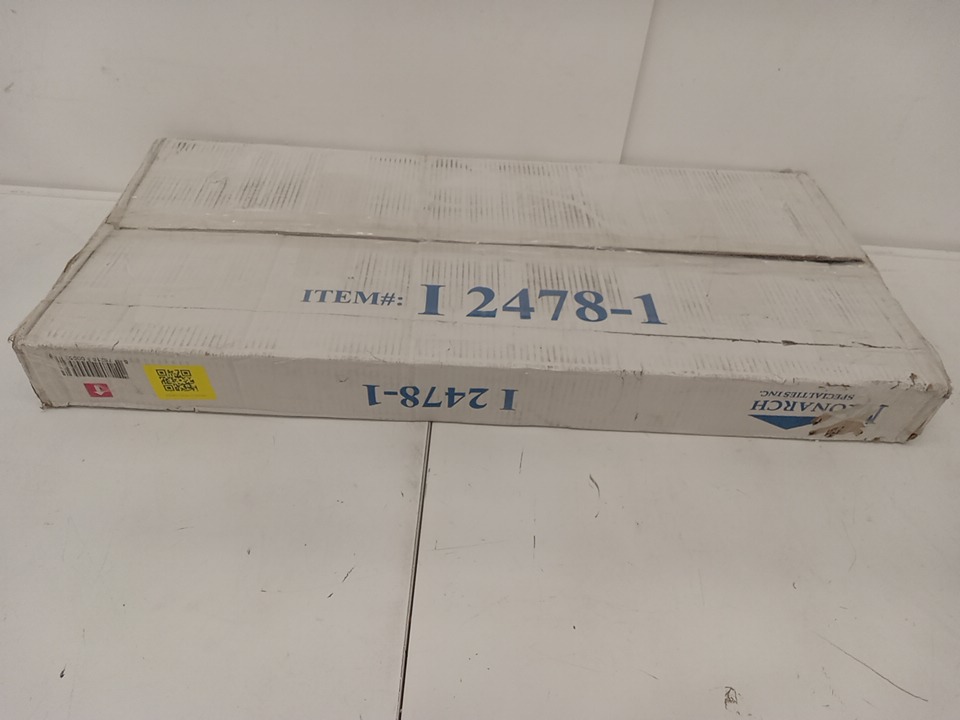 ITEM#: I 2478-1
I 2478-1
MONARCH
SPECIALTIES INC.